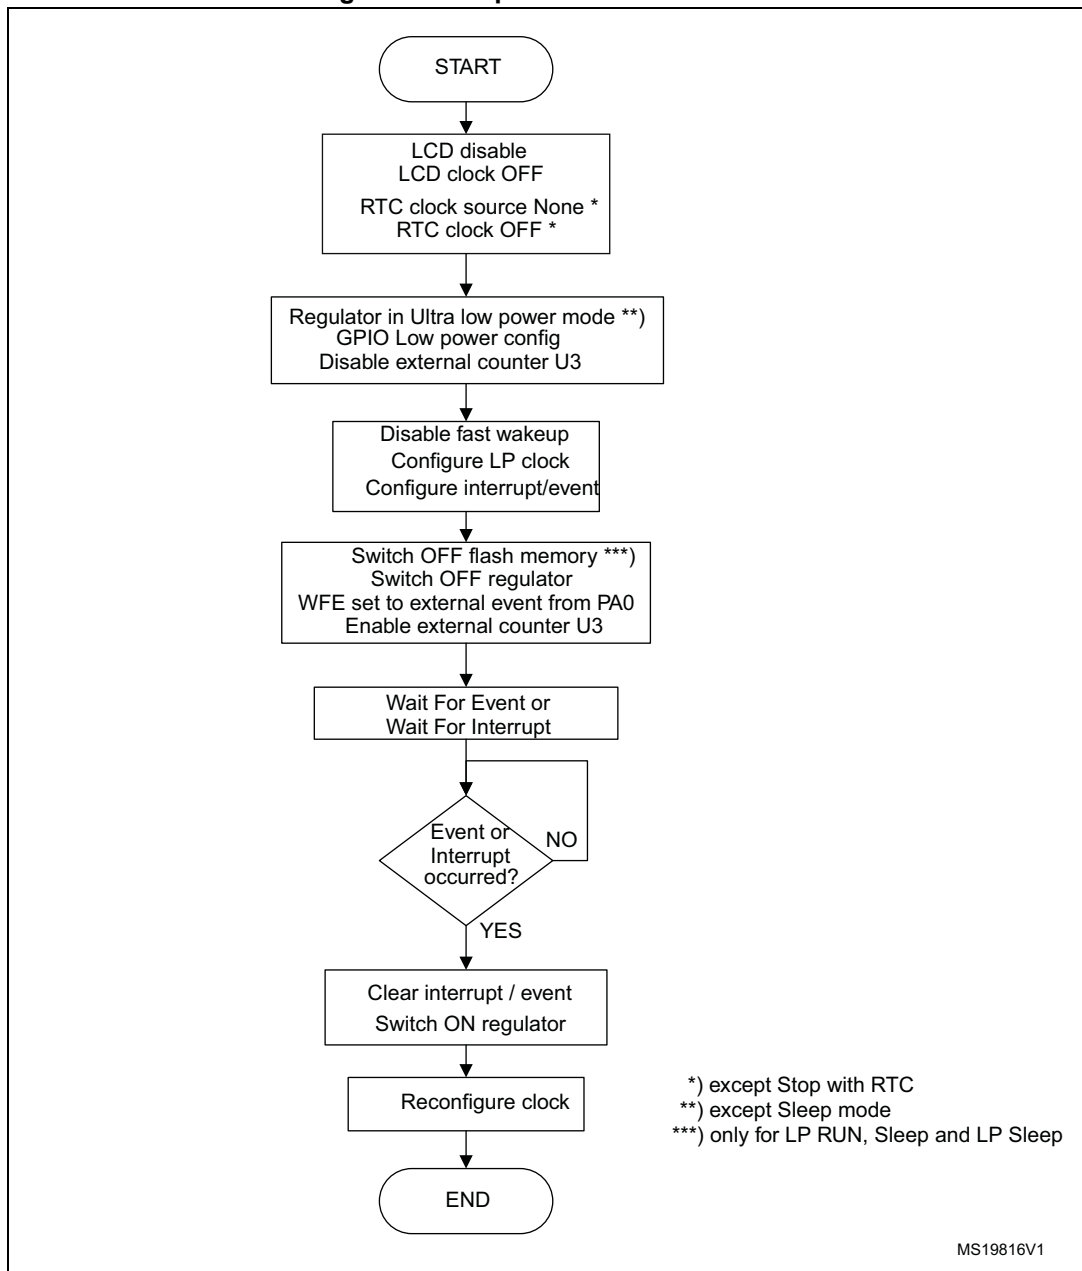 START
LCD disable
LCD clock OFF
RTC clock source None *
RTC clock OFF *
Regulator in Ultra low power mode **)
GPIO Low power config
Disable external counter U3
Disable fast wakeup
Configure LP clock
Configure interrupt/event
Switch OFF flash memory ***)
Switch OFF regulator
WFE set to external event from PA0
Enable external counter U3
Wait For Event or
Wait For Interrupt
Event or
Interrupt
occurred?
NO
YES
Clear interrupt / event
Switch ON regulator
Reconfigure clock
*) except Stop with RTC
**) except Sleep mode
***) only for LP RUN, Sleep and LP Sleep
END
MS19816V1